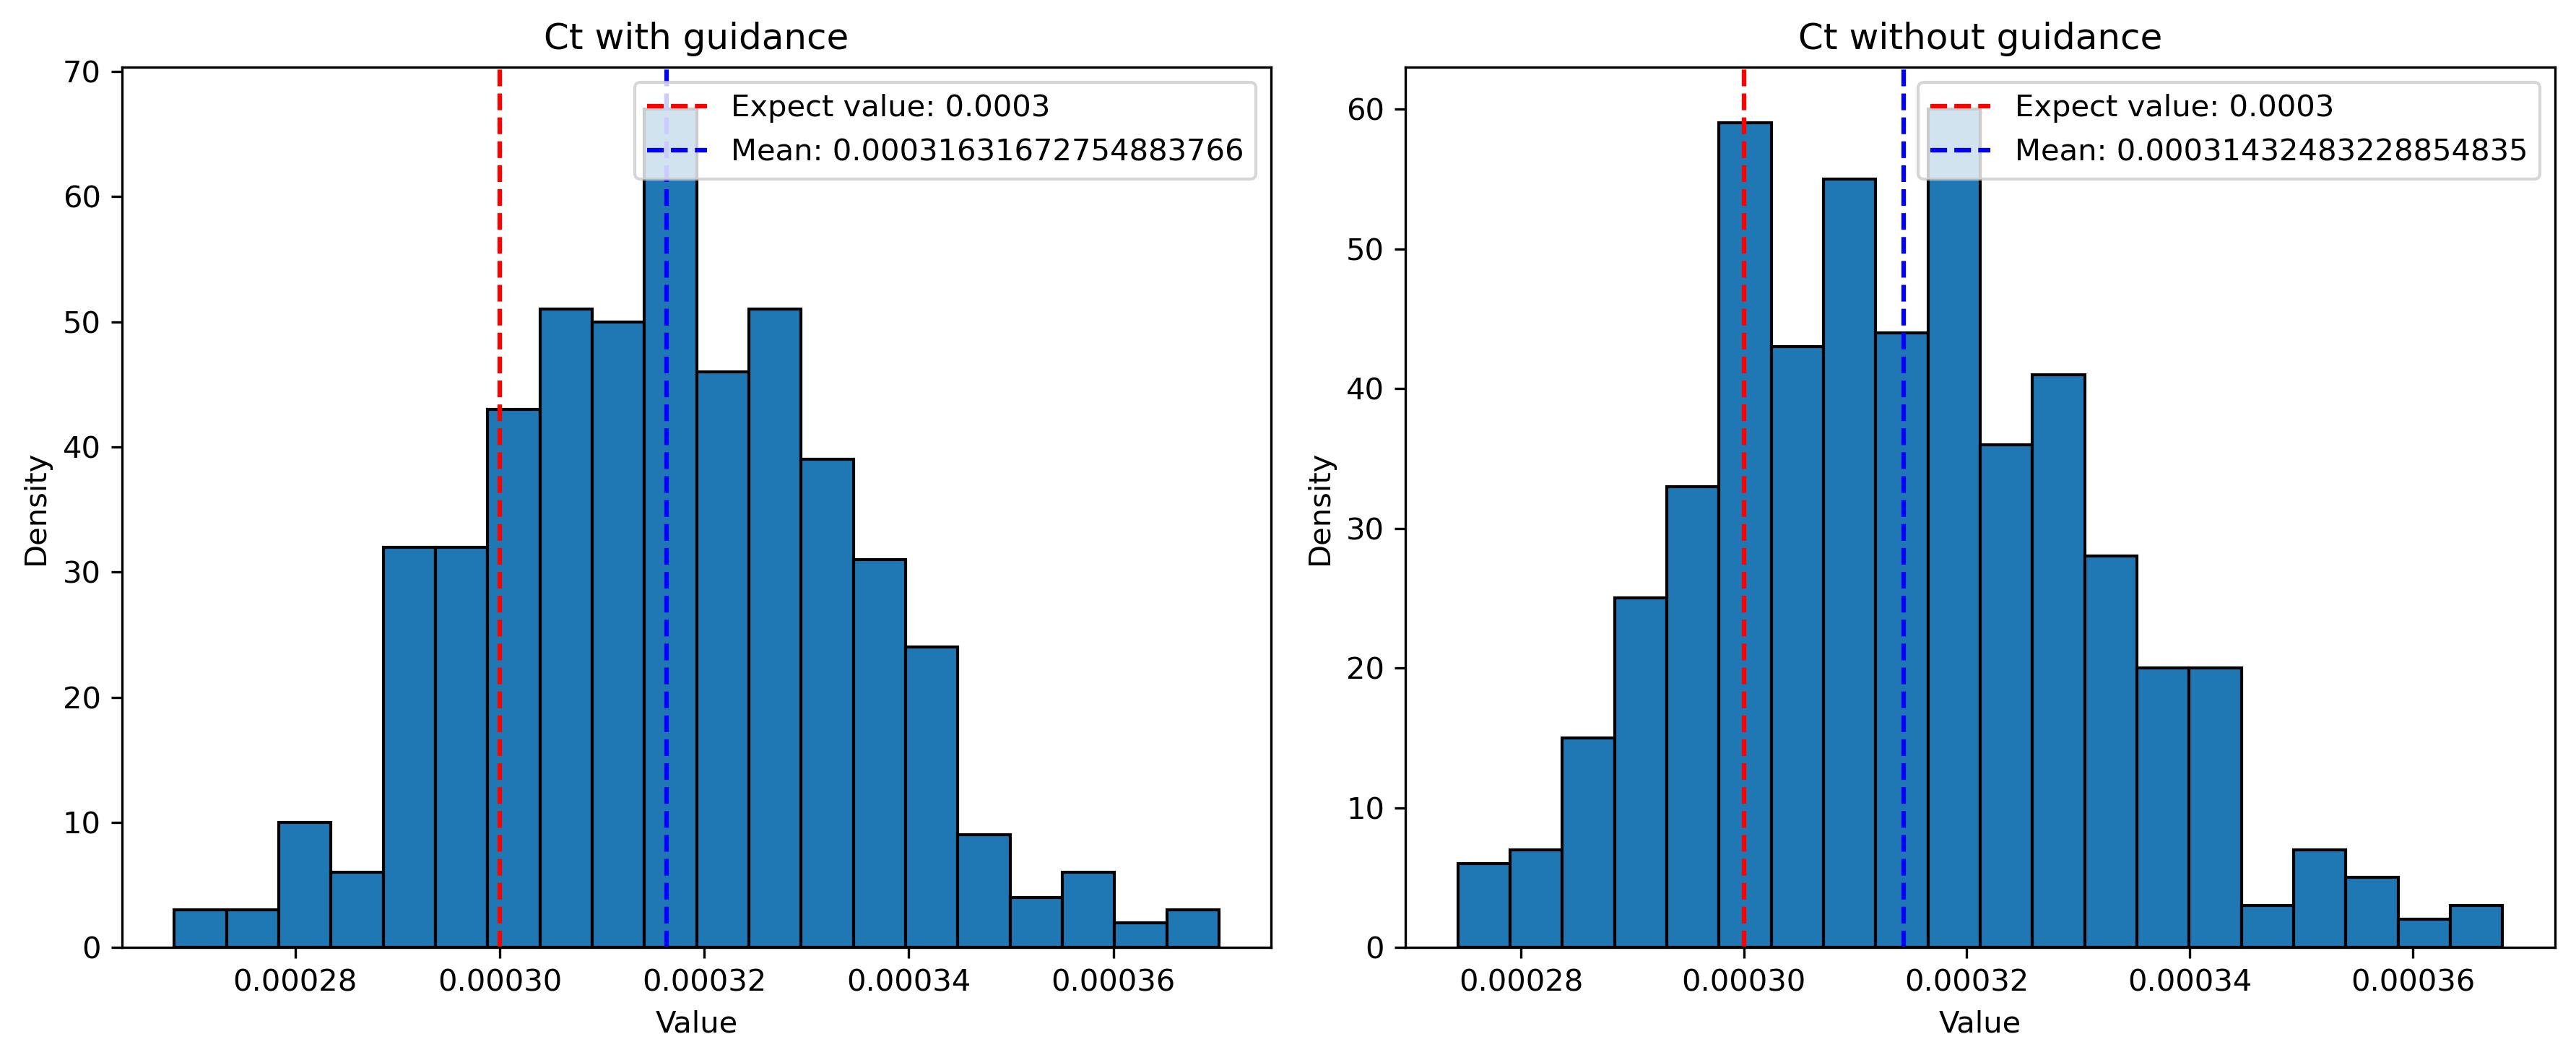 Ct with guidance
70
60
50
40
30
20
10
0
Density
Expect value: 0.0003
Mean: 0.00031631672754883766
0.00028 0.00030 0.00032 0.00034 0.00036
Value
Ct without guidance
60
50
40
30
20
10
0
Density
Expect value: 0.0003
Mean: 0.00031432483228854835
0.00028 0.00030 0.00032 0.00034 0.00036
Value